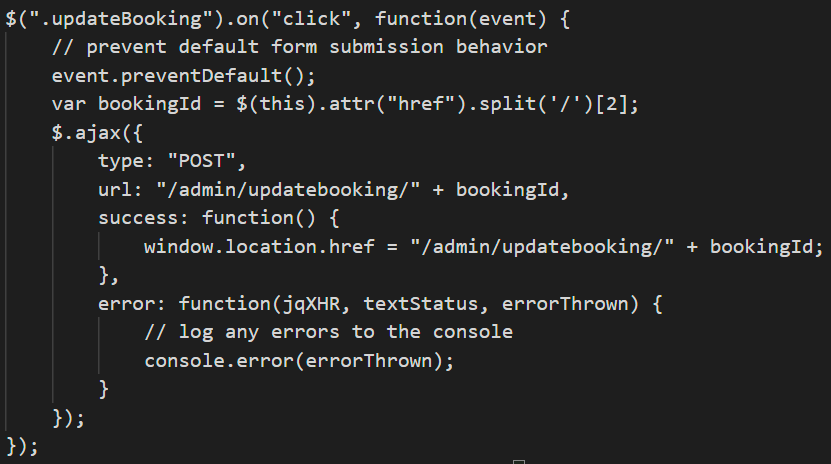 $(".updateBooking").on("click", function(event) {
    // prevent default form submission behavior
    event.preventDefault();
    var bookingId = $(this).attr("href").split('/')[2];
    $.ajax({
        type: "POST",
        url: "/admin/updatebooking/" + bookingId,
        success: function() {
            window.location.href = "/admin/updatebooking/" + bookingId;
        },
        error: function(jqXHR, textStatus, errorThrown) {
            // log any errors to the console
            console.error(errorThrown);
        }
    });
});